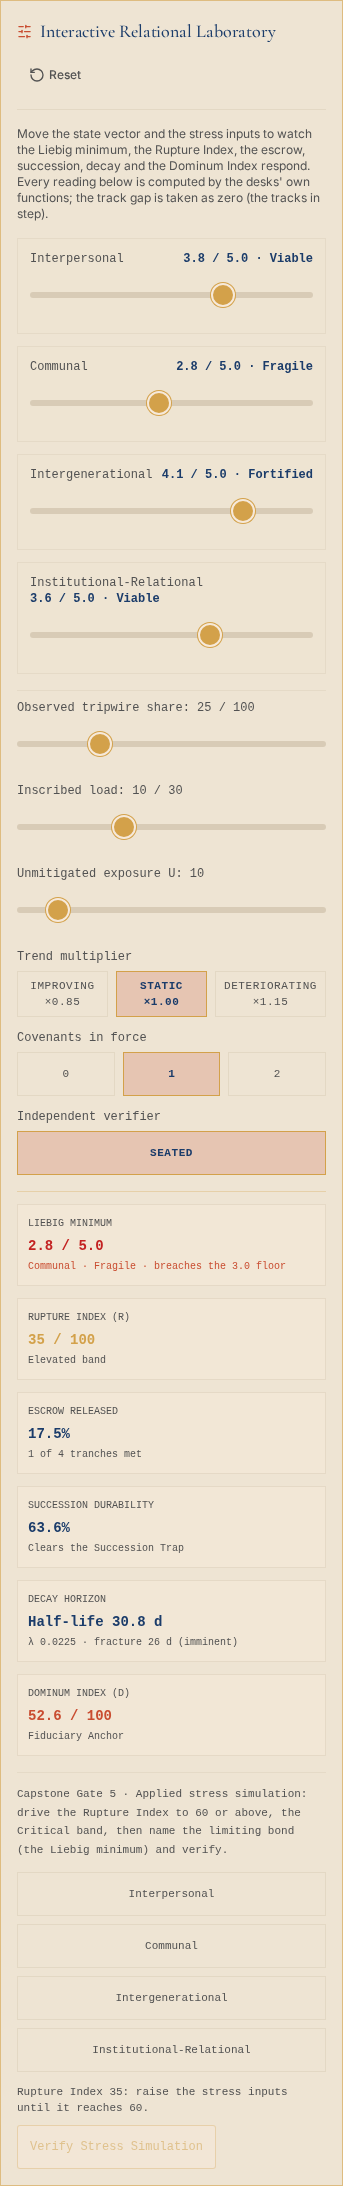 Interactive Relational Laboratory
Reset
Move the state vector and the stress inputs to watch
the Liebig minimum, the Rupture Index, the escrow,
succession, decay and the Dominum Index respond.
Every reading below is computed by the desks' own
functions; the track gap is taken as zero (the tracks in
step).
Interpersonal 3.8 / 5.0 · Viable
Communal 2.8 / 5.0 · Fragile
Intergenerational 4.1 / 5.0 · Fortified
Institutional-Relational
3.6 / 5.0 · Viable
Observed tripwire share: 25 / 100
Inscribed load: 10 / 30
Unmitigated exposure U: 10
Trend multiplier
IMPROVING STATIC DETERIORATING
×0.85 ×1.00 ×1.15
Covenants in force
0 1 2
Independent verifier
SEATED
LIEBIG MINIMUM
2.8 / 5.0
Communal · Fragile · breaches the 3.0 floor
RUPTURE INDEX (R)
35 / 100
Elevated band
ESCROW RELEASED
17.5%
1 of 4 tranches met
SUCCESSION DURABILITY
63.6%
Clears the Succession Trap
DECAY HORIZON
Half-life 30.8 d
λ 0.0225 · fracture 26 d (imminent)
DOMINUM INDEX (D)
52.6 / 100
Fiduciary Anchor
Capstone Gate 5 · Applied stress simulation:
drive the Rupture Index to 60 or above, the
Critical band, then name the limiting bond
(the Liebig minimum) and verify.
Interpersonal
Communal
Intergenerational
Institutional-Relational
Rupture Index 35: raise the stress inputs
until it reaches 60.
Verify Stress Simulation